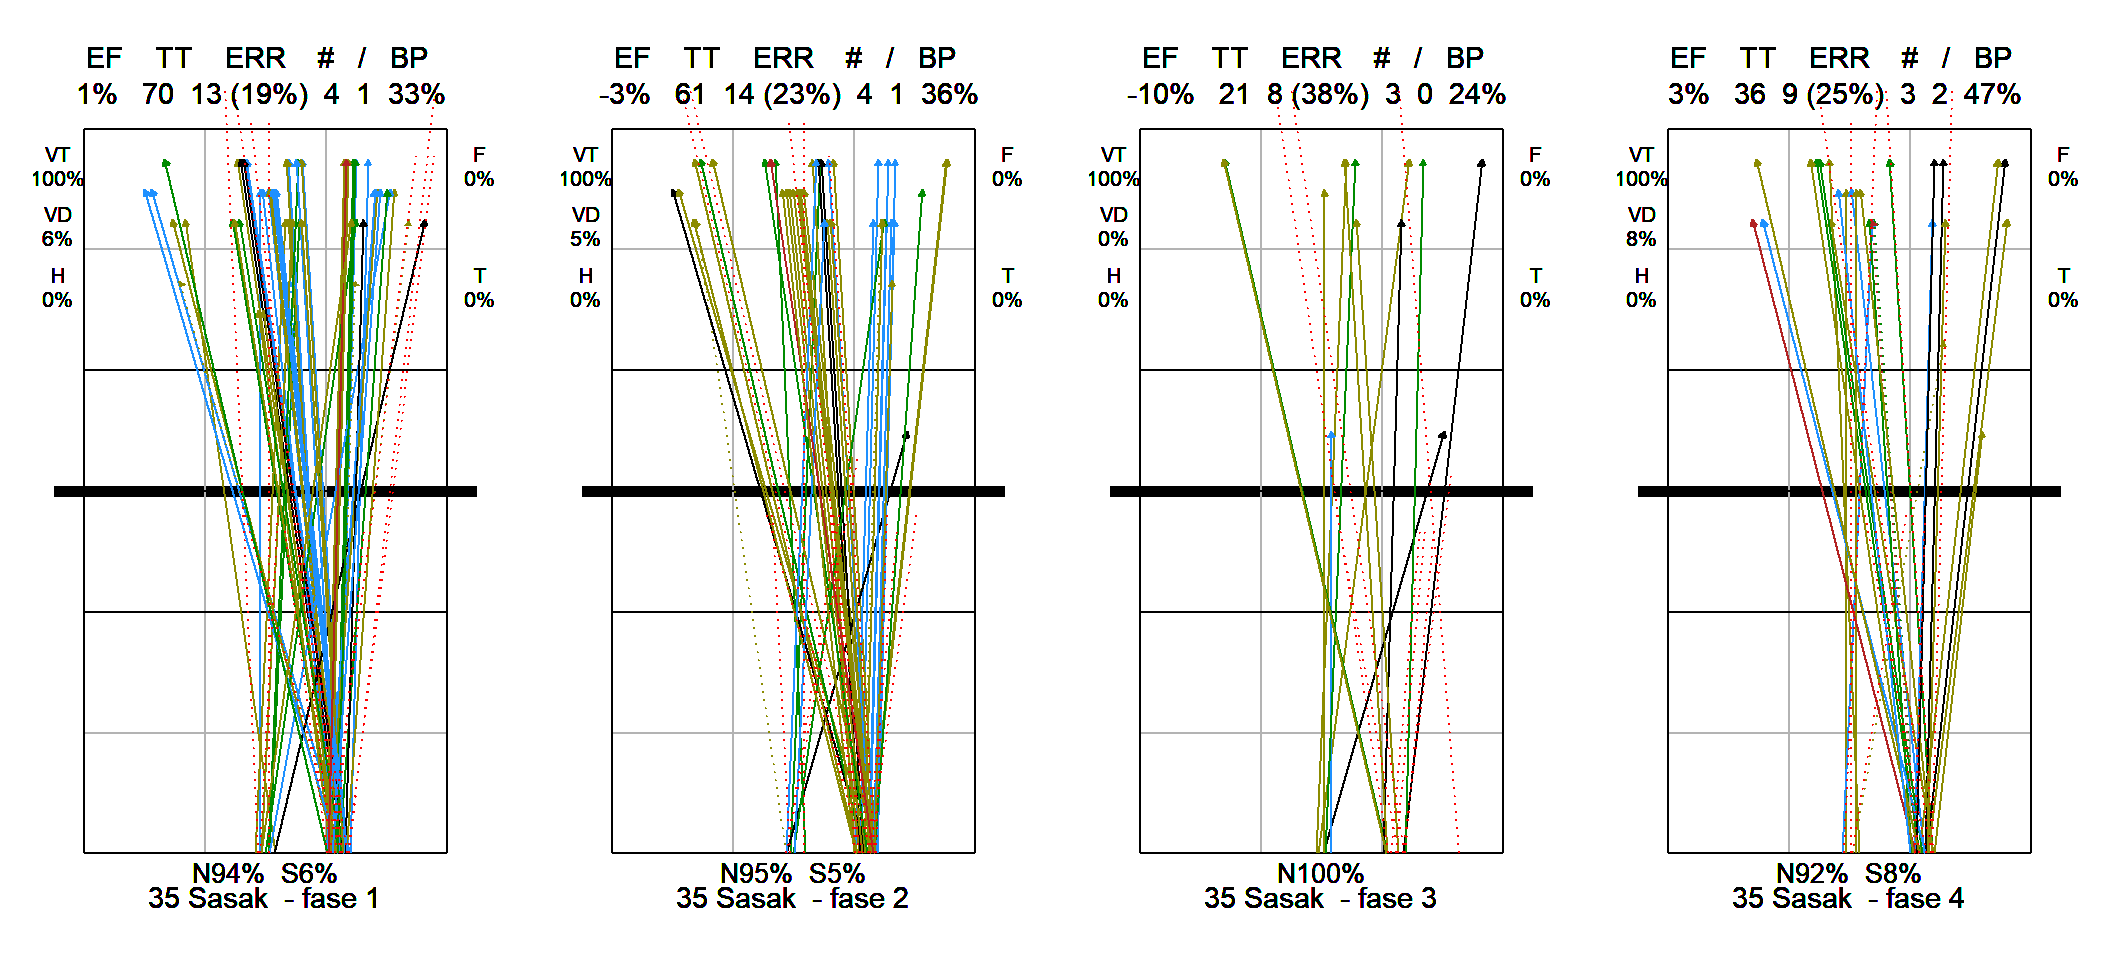 EF TT ERR # / BP
1% 70 13 (19%) 4 1 33%
VT
100%
VD
6%
H
0%
F
0%
T
0%
N94% S6%
35 Sasak - fase 1
EF TT ERR # / BP
-3% 61 14 (23%) 4 1 36%
VT
100%
VD
5%
H
0%
F
0%
T
0%
N95% S5%
35 Sasak - fase 2
EF TT ERR # / BP
-10% 21 8 (38%) 3 0 24%
VT
100%
VD
0%
H
0%
F
0%
T
0%
N100%
35 Sasak - fase 3
EF TT ERR # / BP
3% 36 9 (25%) 3 2 47%
VT
100%
VD
8%
H
0%
F
0%
T
0%
N92% S8%
35 Sasak - fase 4